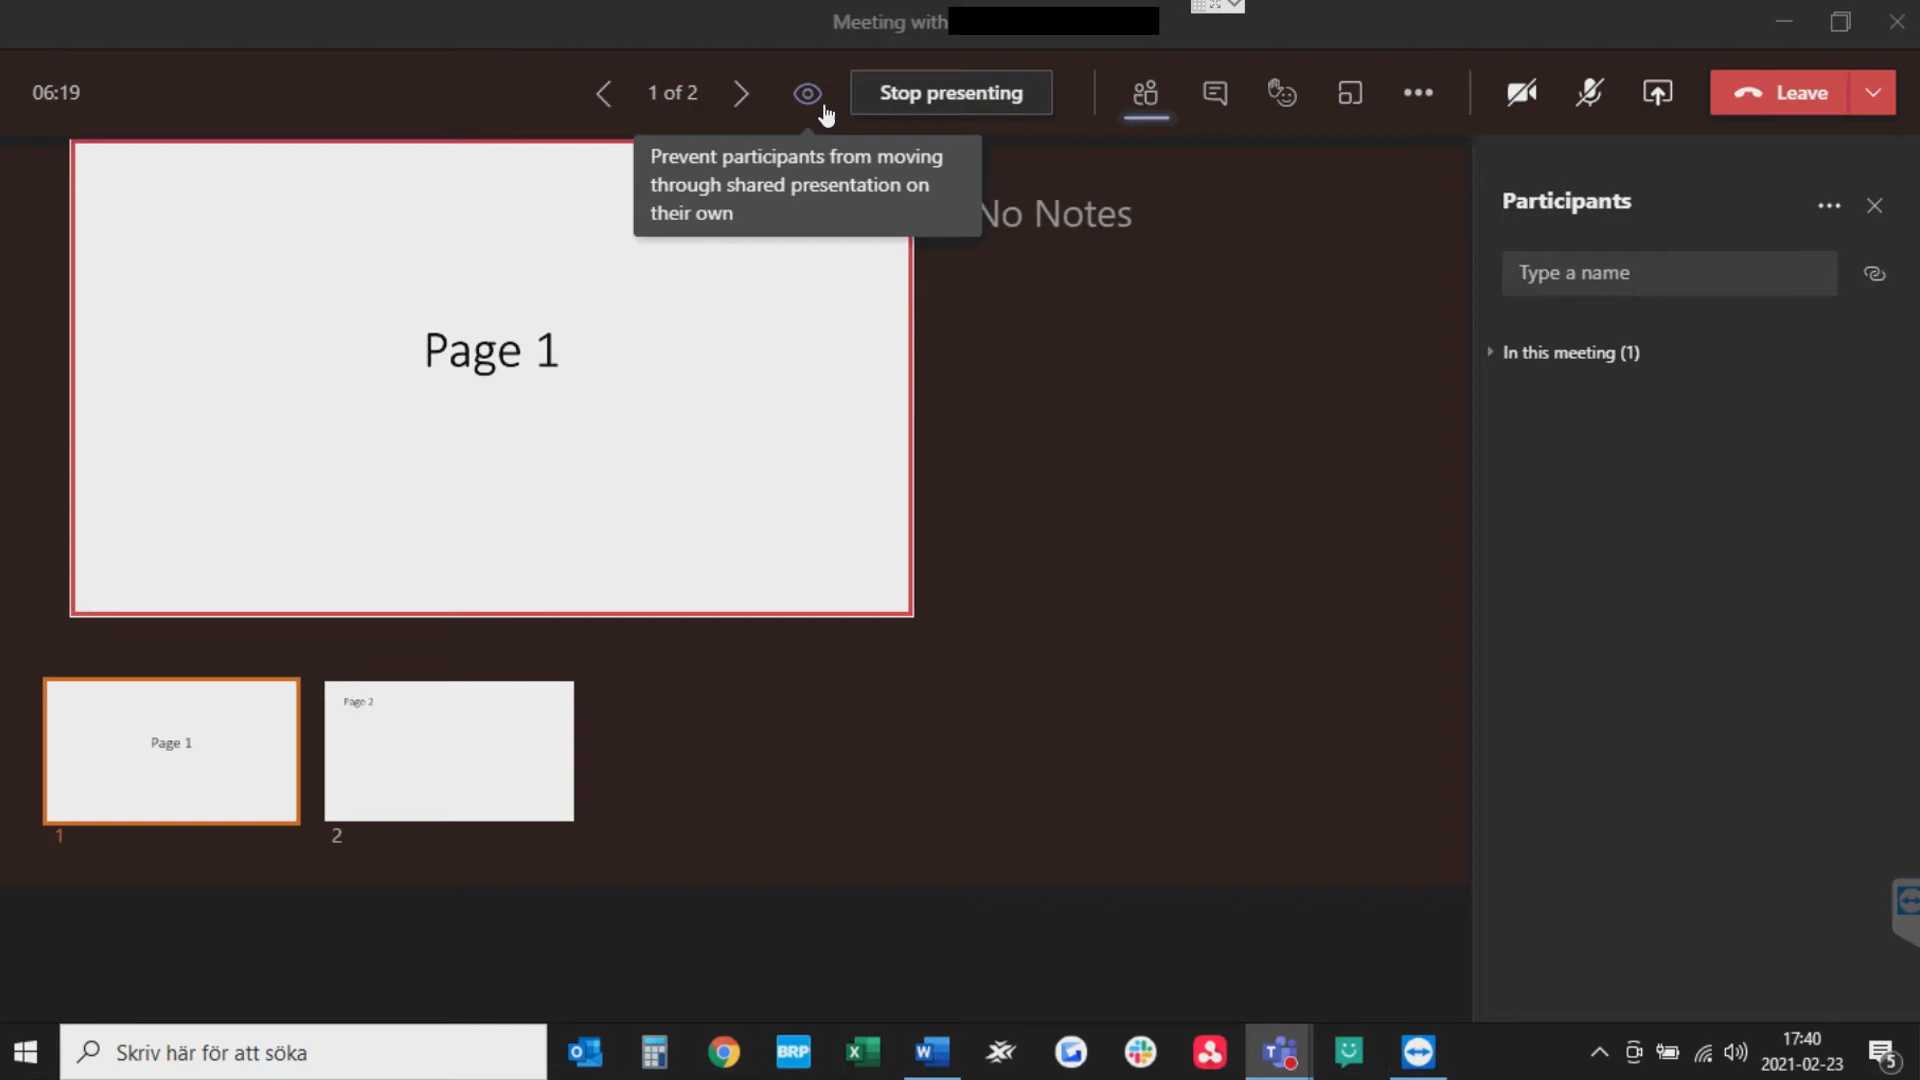 Meeting with
06:19
1 of 2
Stop presenting
Leave
Prevent participants from moving
through shared presentation on
their own
No Notes
Page 1
Participants
Type a name
In this meeting (1)
Page 1
Page 2
1
2
Skriv här för att söka
BRP
17:40
2021-02-23
5